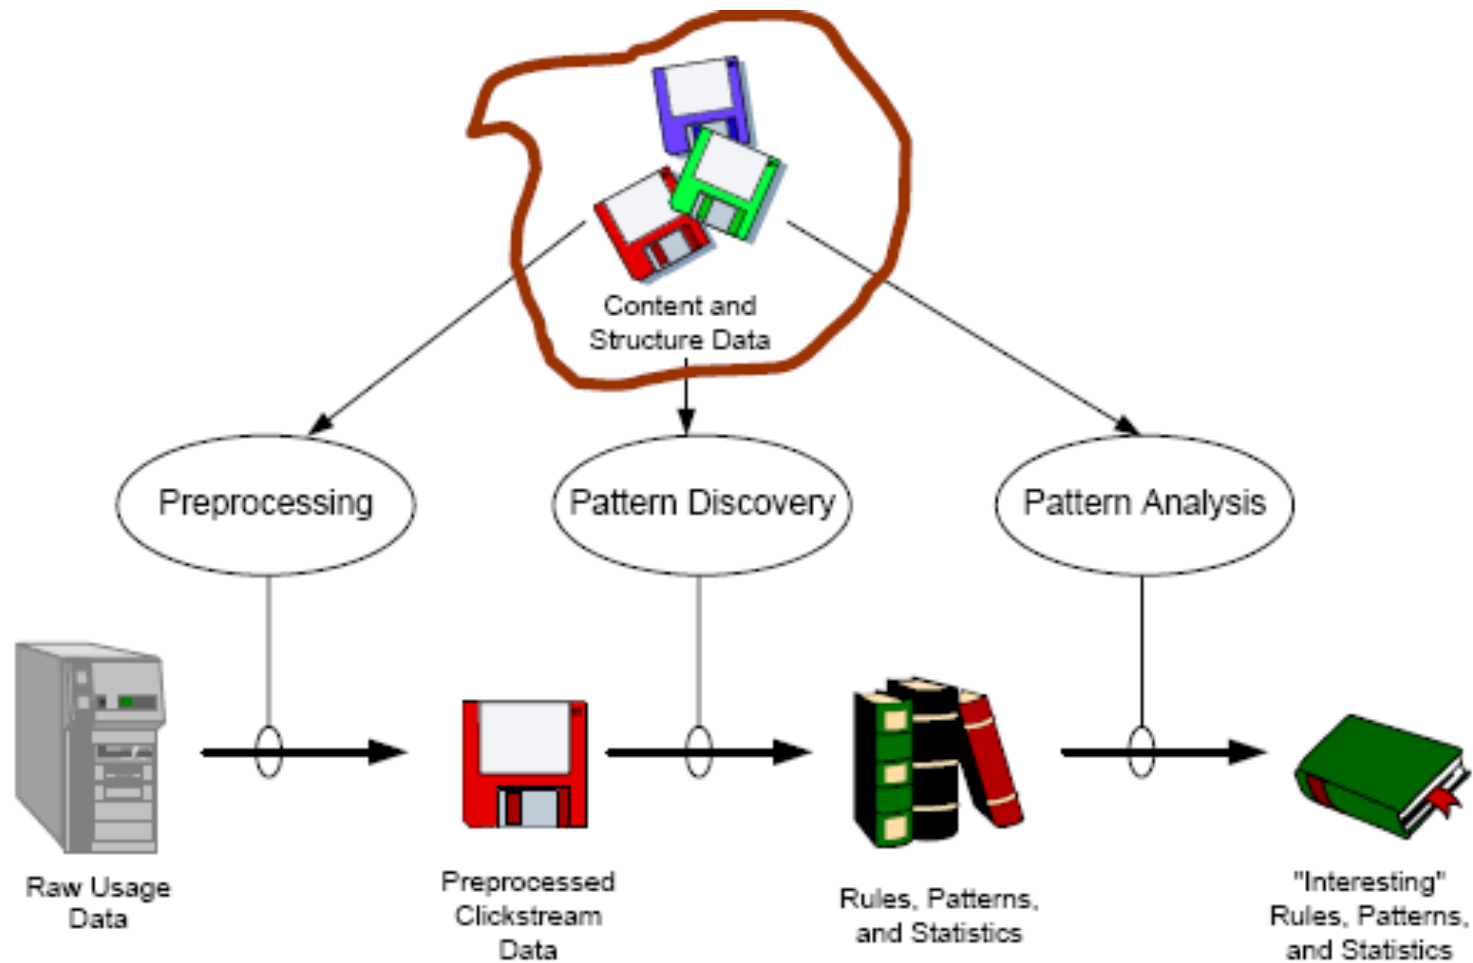 Content and
Structure Data
Preprocessing
Pattern Discovery
Pattern Analysis
Raw Usage
Data
Preprocessed
Clickstream
Data
Rules, Patterns,
and Statistics
"Interesting"
Rules, Patterns,
and Statistics